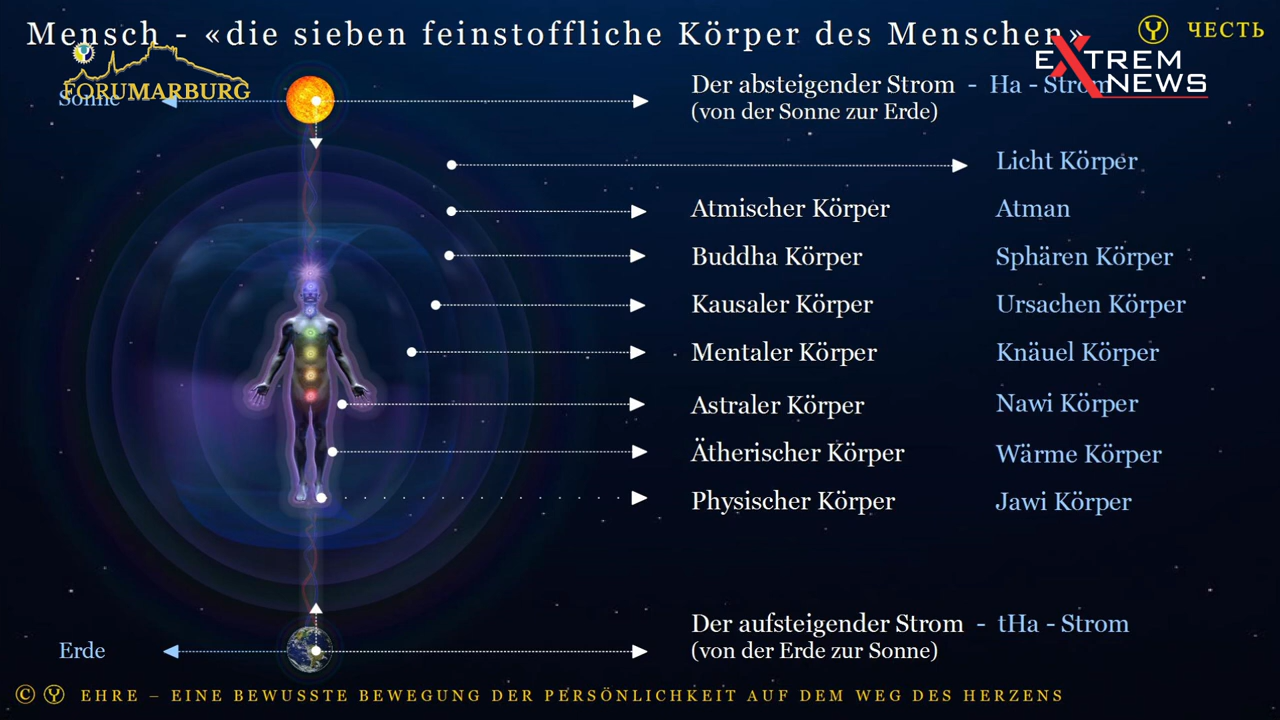 Mensch - «die sieben feinstoffliche Körper des Menschen»
ЧЕСТЬ
FORUMARBURG
EXTREM
NEWS
Sonne
Der absteigender Strom - Ha - Strom
(von der Sonne zur Erde)
Licht Körper
Atmischer Körper Atman
Buddha Körper Sphären Körper
Kausaler Körper Ursachen Körper
Mentaler Körper Knäuel Körper
Astraler Körper Nawi Körper
Ätherischer Körper Wärme Körper
Physischer Körper Jawi Körper
Der aufsteigender Strom - tHa - Strom
Erde
(von der Erde zur Sonne)
© EHRE – EINE BEWUSSTE BEWEGUNG DER PERSÖNLICHKEIT AUF DEM WEG DES HERZENS